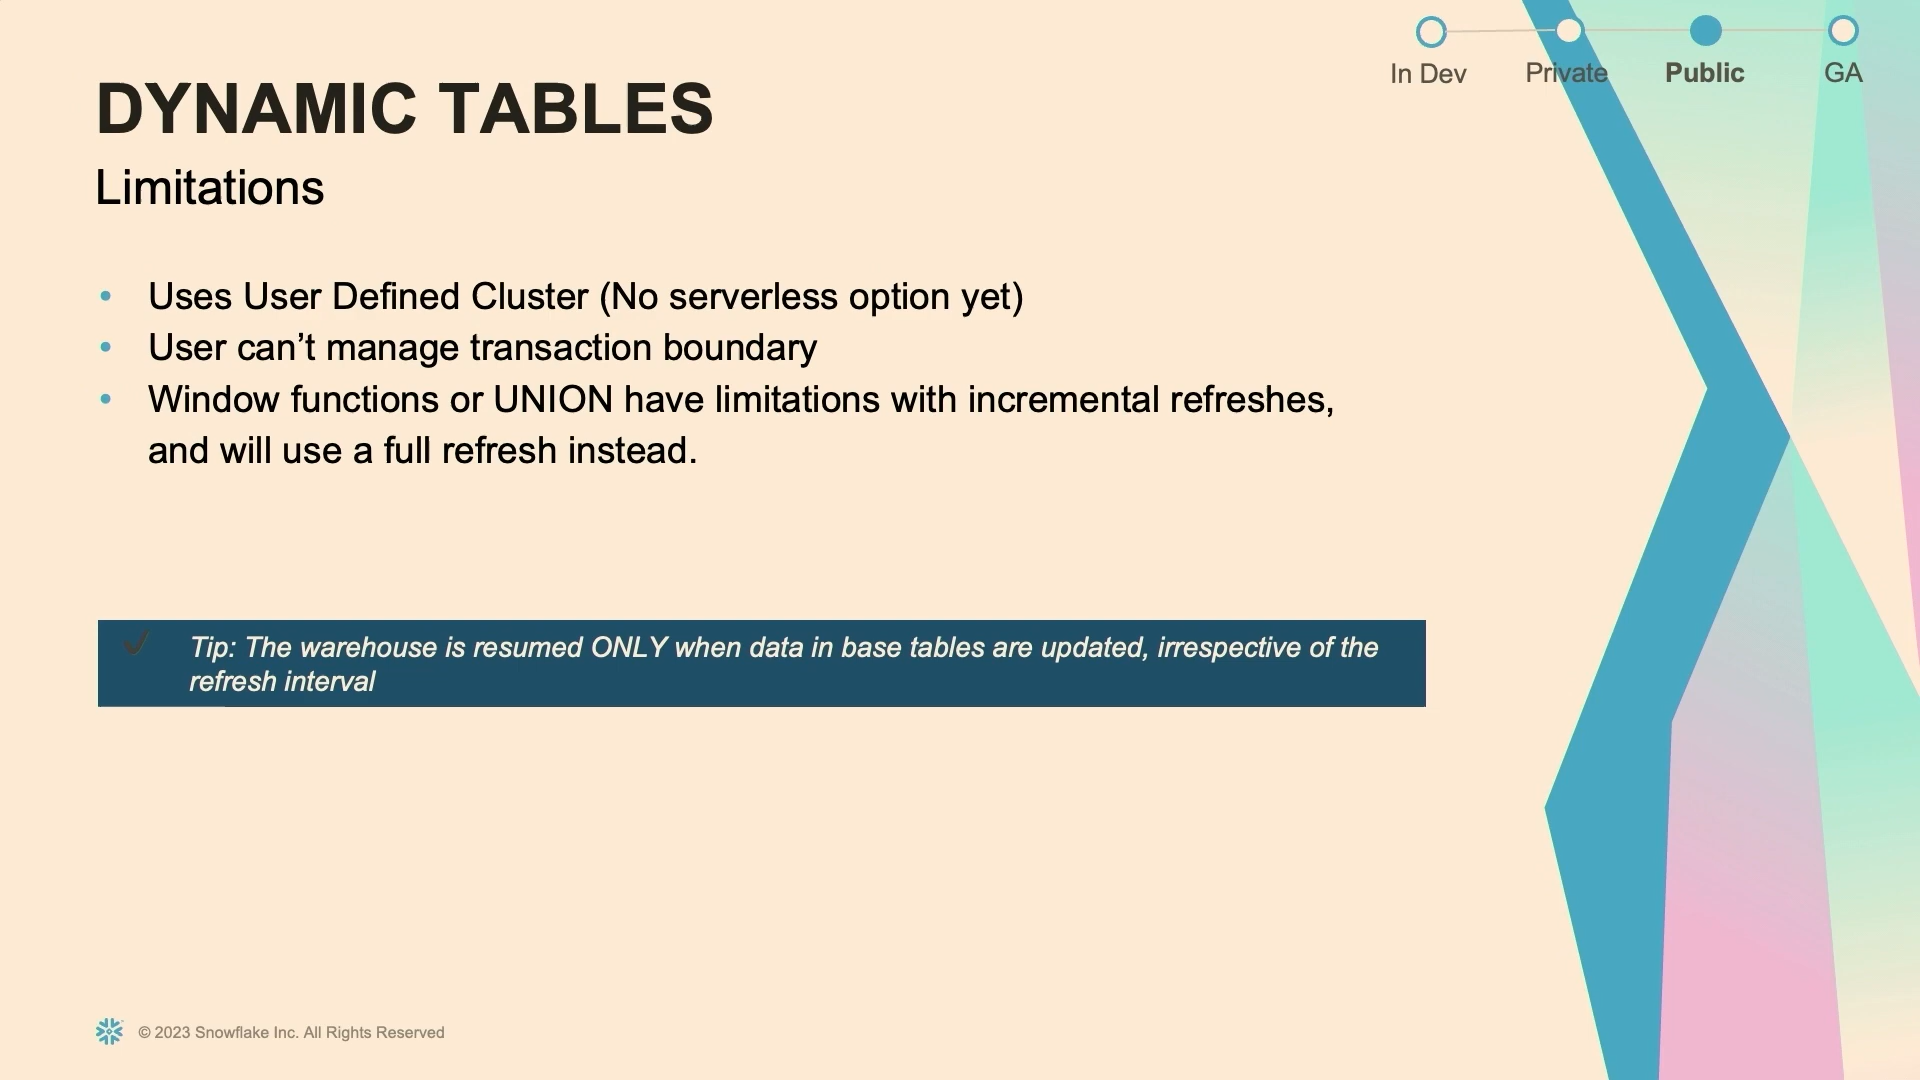 In Dev Private Public GA
DYNAMIC TABLES
Limitations
• Uses User Defined Cluster (No serverless option yet)
• User can’t manage transaction boundary
• Window functions or UNION have limitations with incremental refreshes,
and will use a full refresh instead.
✓ Tip: The warehouse is resumed ONLY when data in base tables are updated, irrespective of the
refresh interval
© 2023 Snowflake Inc. All Rights Reserved